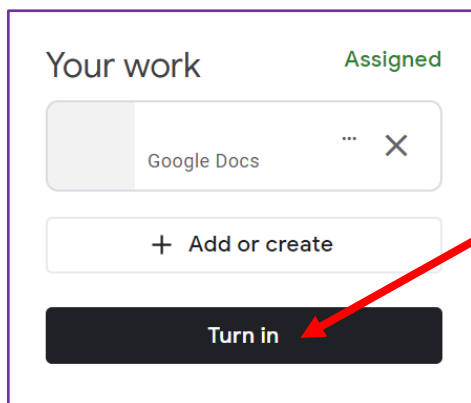 Your work
Assigned
...
Google Docs
+ Add or create
Turn in